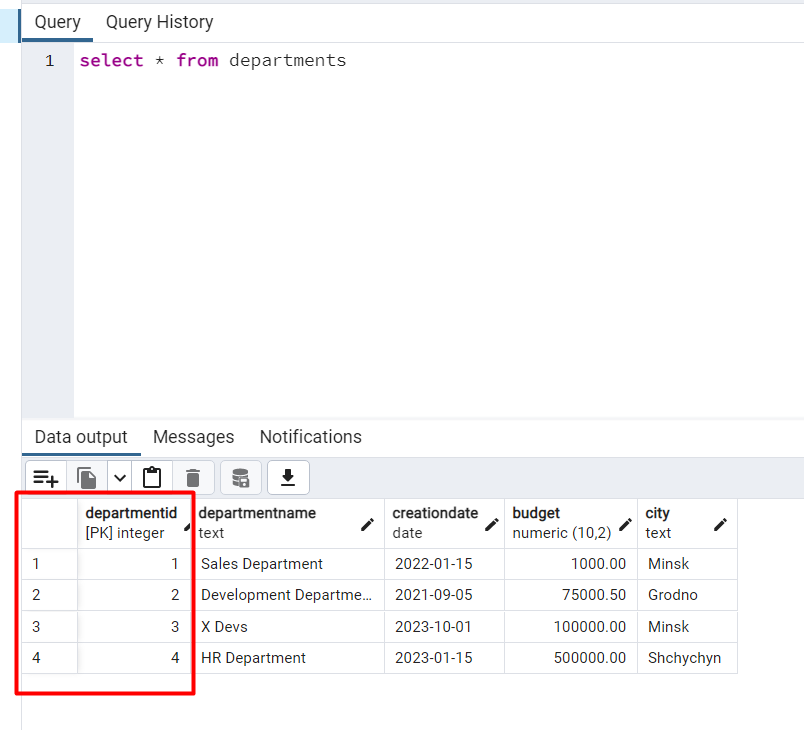 Query Query History
1 select * from departments
Data output Messages Notifications
departmentid departmentname creationdate budget city
[PK] integer text date numeric (10,2) text
1 1 Sales Department 2022-01-15 1000.00 Minsk
2 2 Development Departme... 2021-09-05 75000.50 Grodno
3 3 X Devs 2023-10-01 100000.00 Minsk
4 4 HR Department 2023-01-15 500000.00 Shchychyn